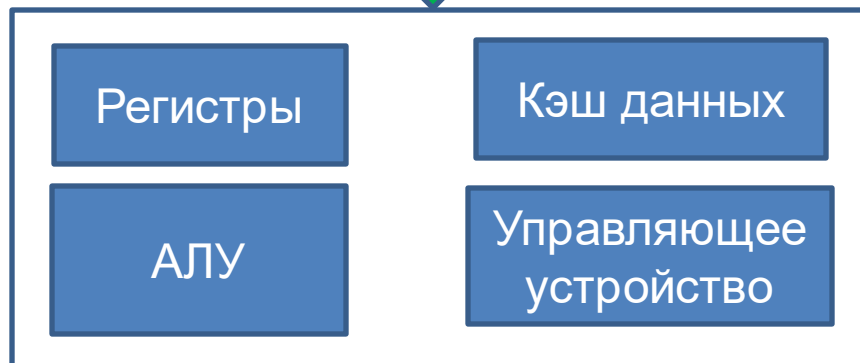 Регистры
Кэш данных
АЛУ
Управляющее
устройство